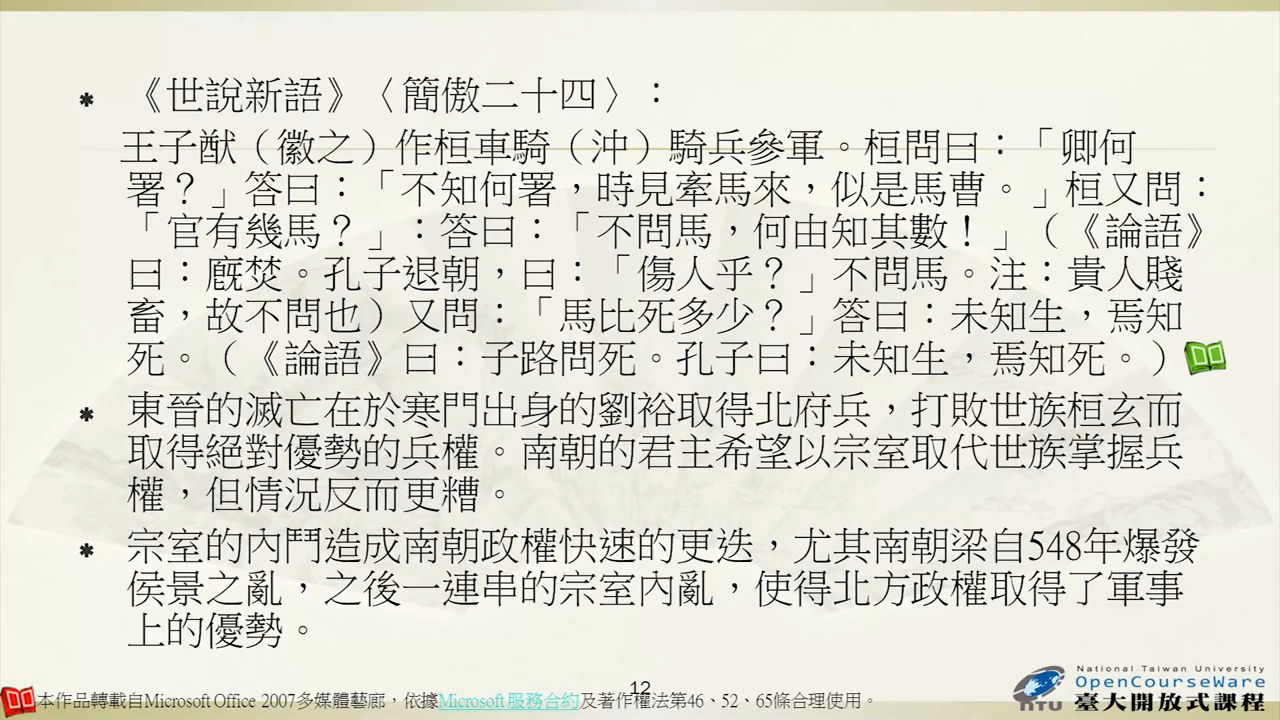 ＊ 《世說新語》〈簡傲二十四〉：
王子猷（徽之）作桓車騎（沖）騎兵參軍。桓問曰：「卿何
署？」答曰：「不知何署，時見牽馬來，似是馬曹。」桓又問：
「官有幾馬？」：答曰：「不問馬，何由知其數！」（《論語》
曰：廄焚。孔子退朝，曰：「傷人乎？」不問馬。注：貴人賤
畜，故不問也）又問：「馬比死多少？」答曰：未知生，焉知
死。（《論語》曰：子路問死。孔子曰：未知生，焉知死。）
＊ 東晉的滅亡在於寒門出身的劉裕取得北府兵，打敗世族桓玄而
取得絕對優勢的兵權。南朝的君主希望以宗室取代世族掌握兵
權，但情況反而更糟。
＊ 宗室的內鬥造成南朝政權快速的更迭，尤其南朝梁自548年爆發
侯景之亂，之後一連串的宗室內亂，使得北方政權取得了軍事
上的優勢。
12
本作品轉載自Microsoft Office 2007多媒體藝廊，依據Microsoft 服務合約及著作權法第46、52、65條合理使用。
National Taiwan University
OpenCourseWare
NTU 臺大開放式課程